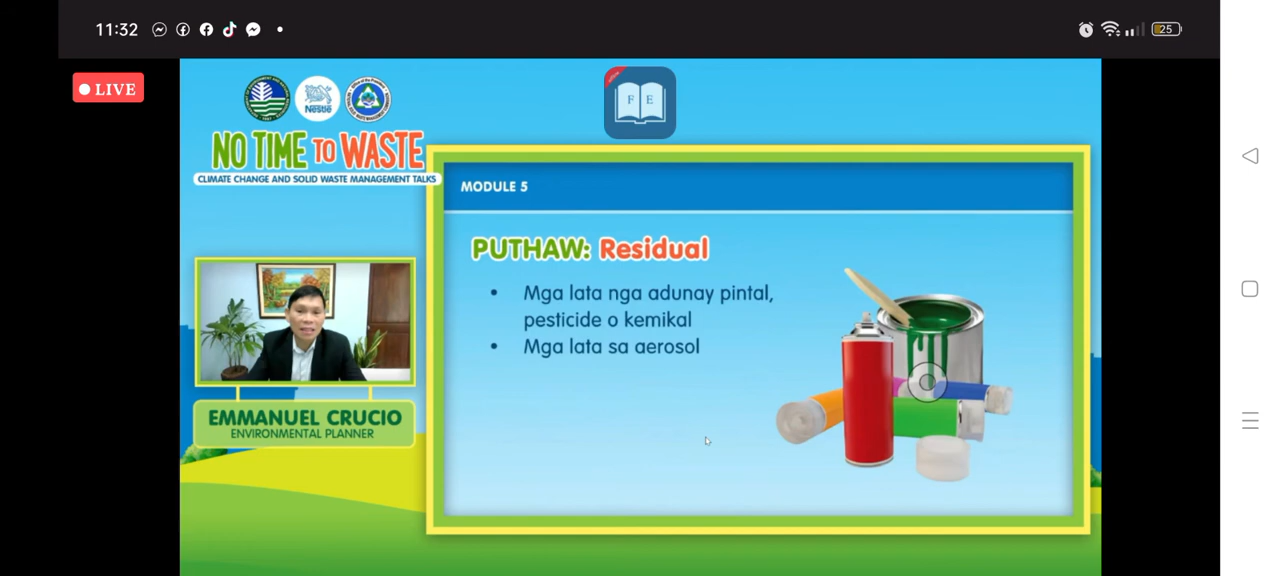 11:32
25
LIVE
Nestlé
NO TIME TO WASTE
CLIMATE CHANGE AND SOLID WASTE MANAGEMENT TALKS
F E
MODULE 5
PUTHAW: Residual
• Mga lata nga adunay pintal,
pesticide o kemikal
• Mga lata sa aerosol
EMMANUEL CRUCIO
ENVIRONMENTAL PLANNER